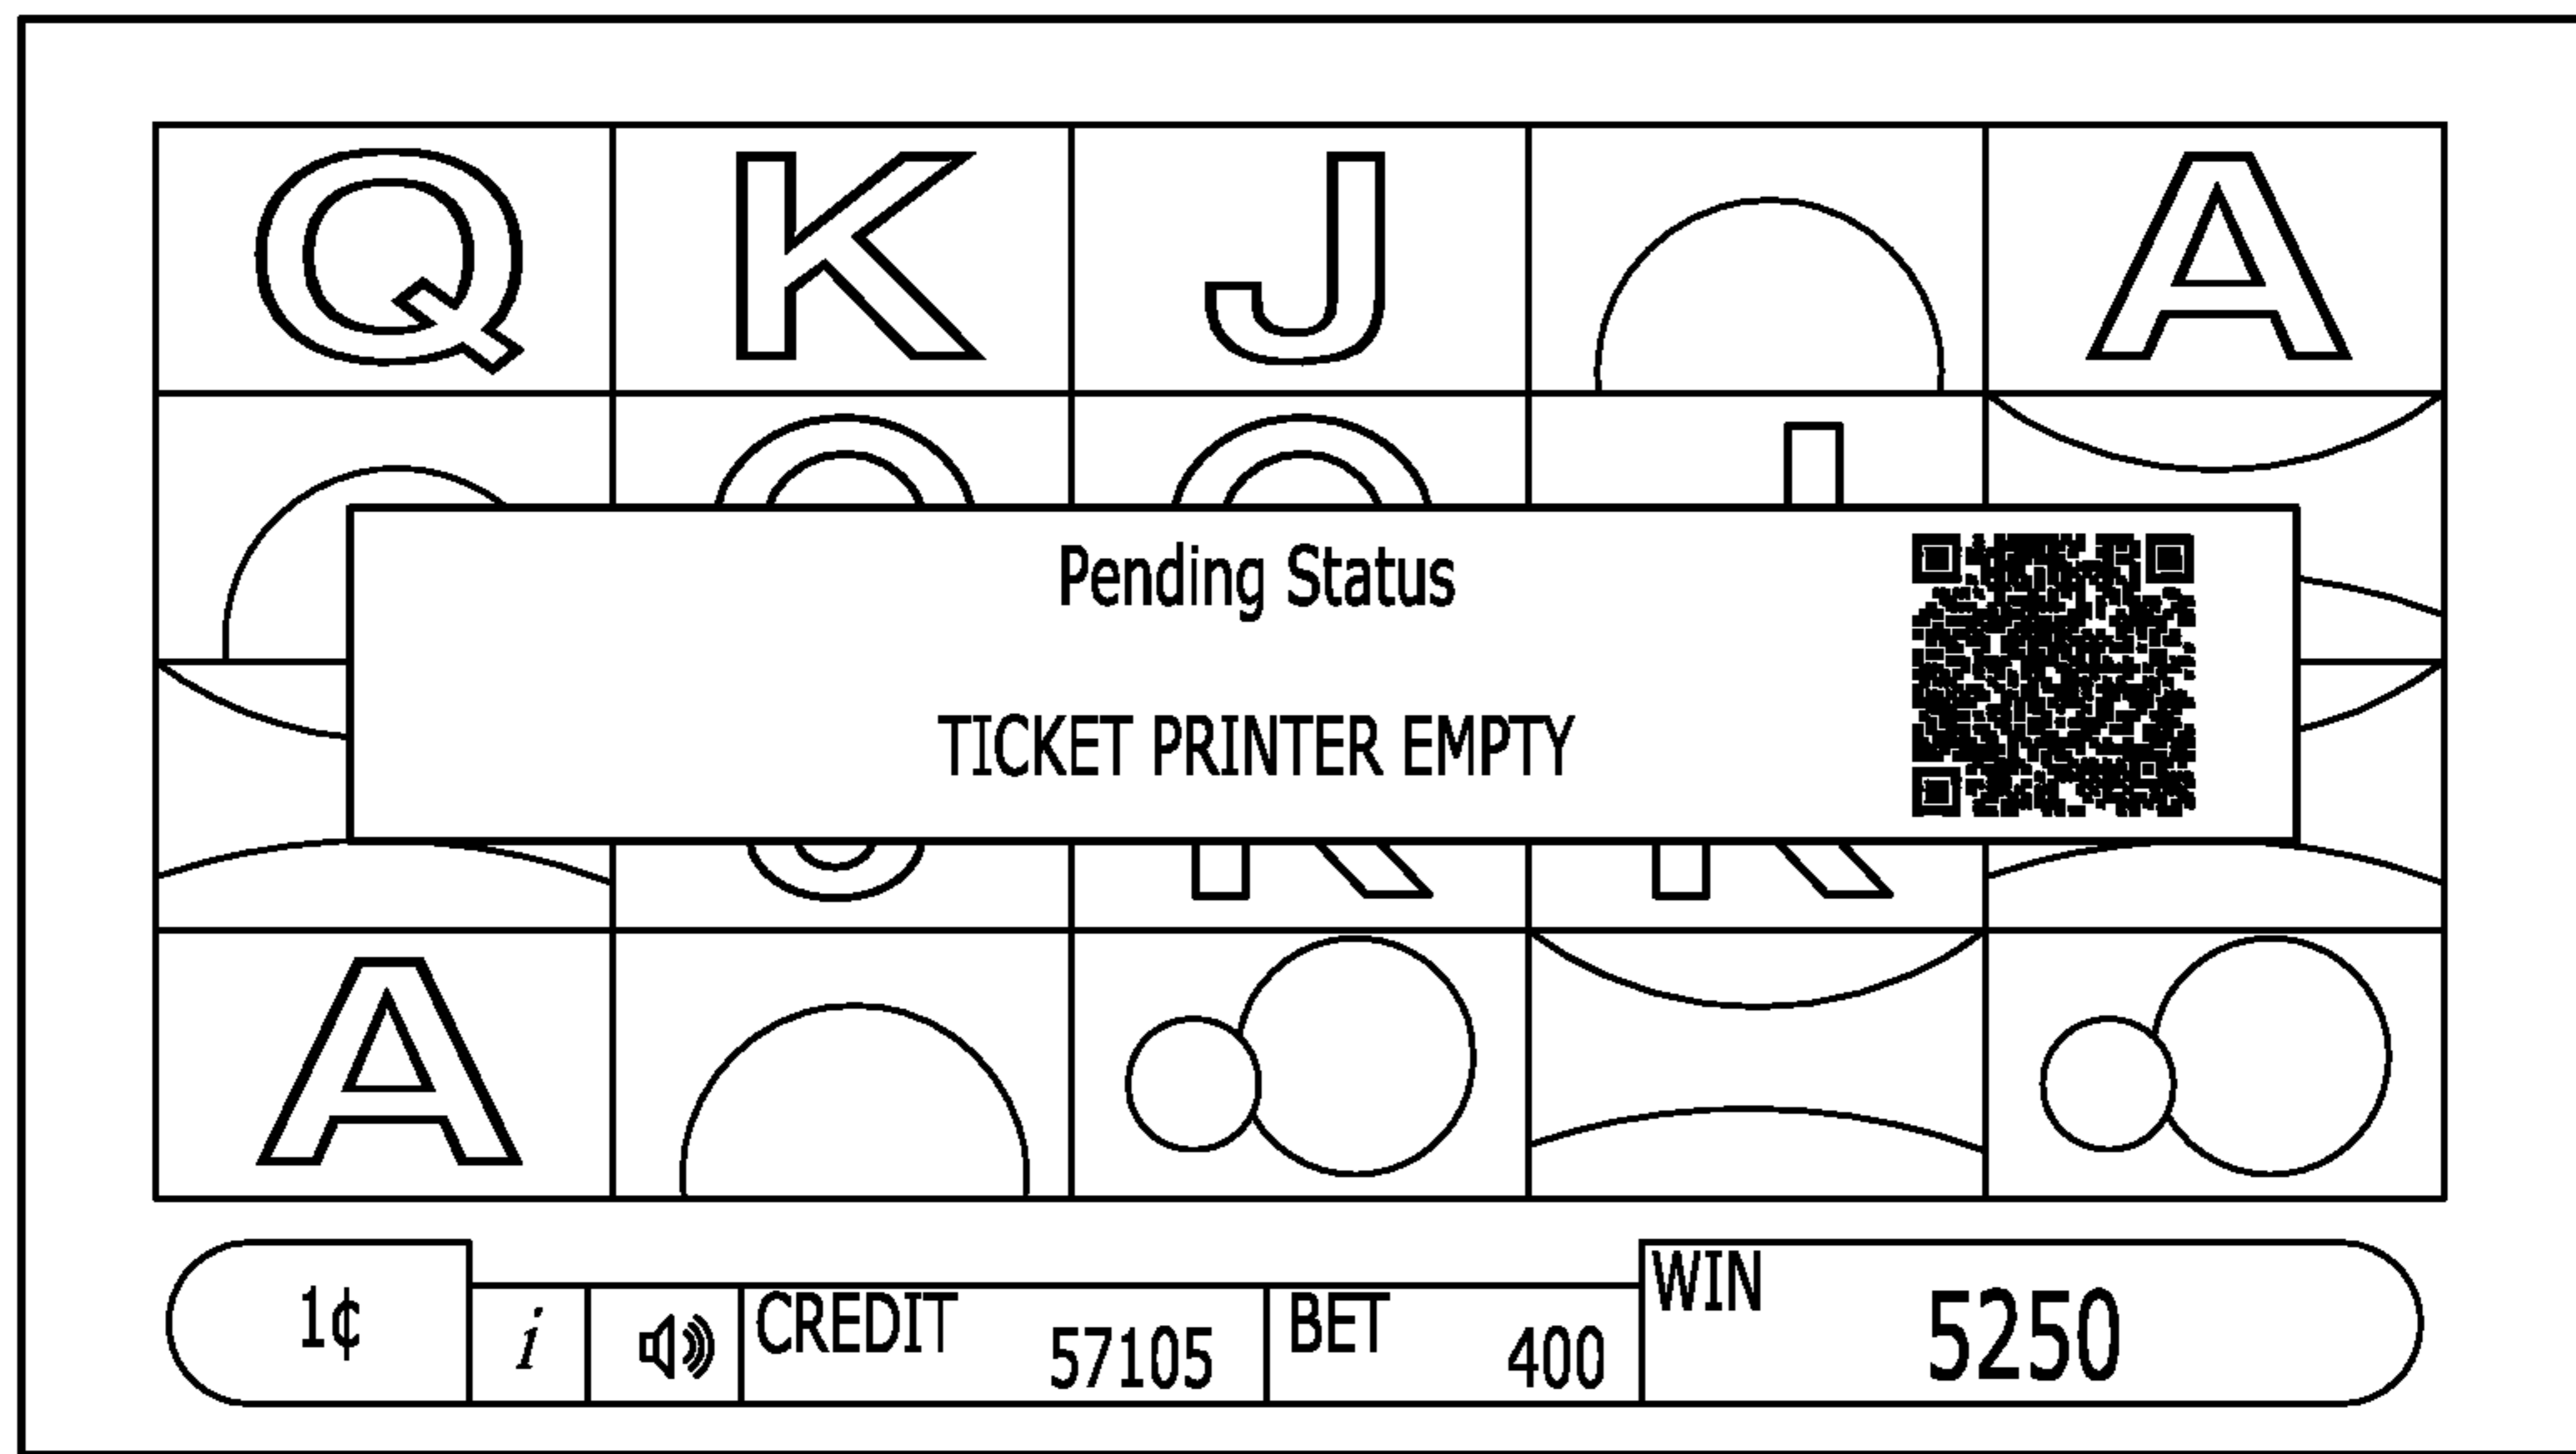 Q K J A
Pending Status
TICKET PRINTER EMPTY
A
1¢ i CREDIT 57105 BET 400 WIN 5250